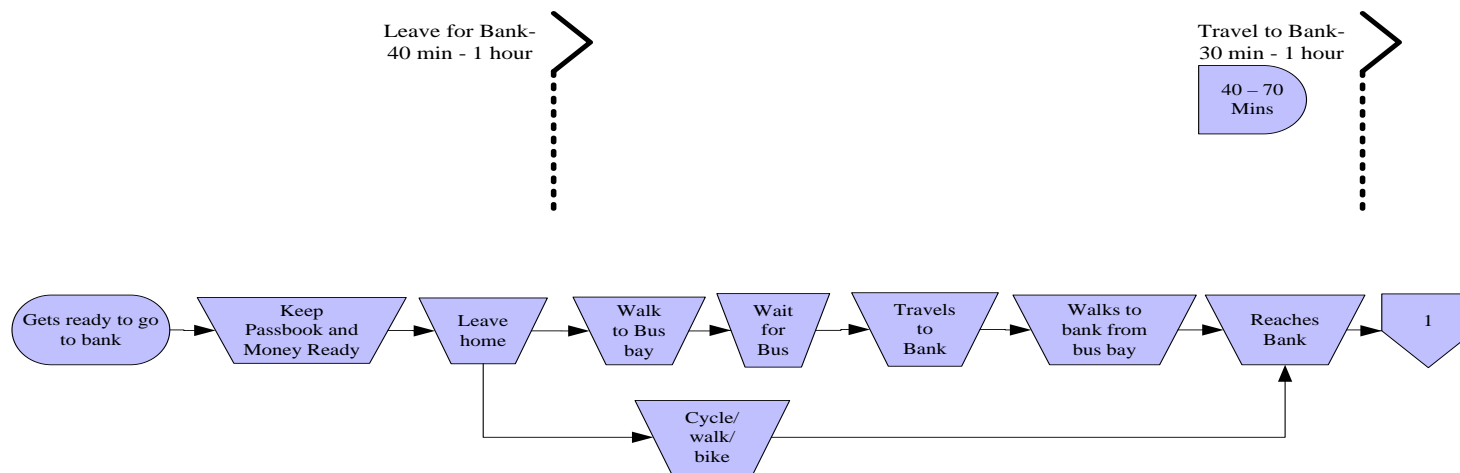 Leave for Bank-
40 min - 1 hour
Travel to Bank-
30 min - 1 hour
40 – 70
Mins
Gets ready to go
to bank
Keep
Passbook and
Money Ready
Leave
home
Walk
to Bus
bay
Wait
for
Bus
Travels
to
Bank
Walks to
bank from
bus bay
Reaches
Bank
1
Cycle/
walk/
bike